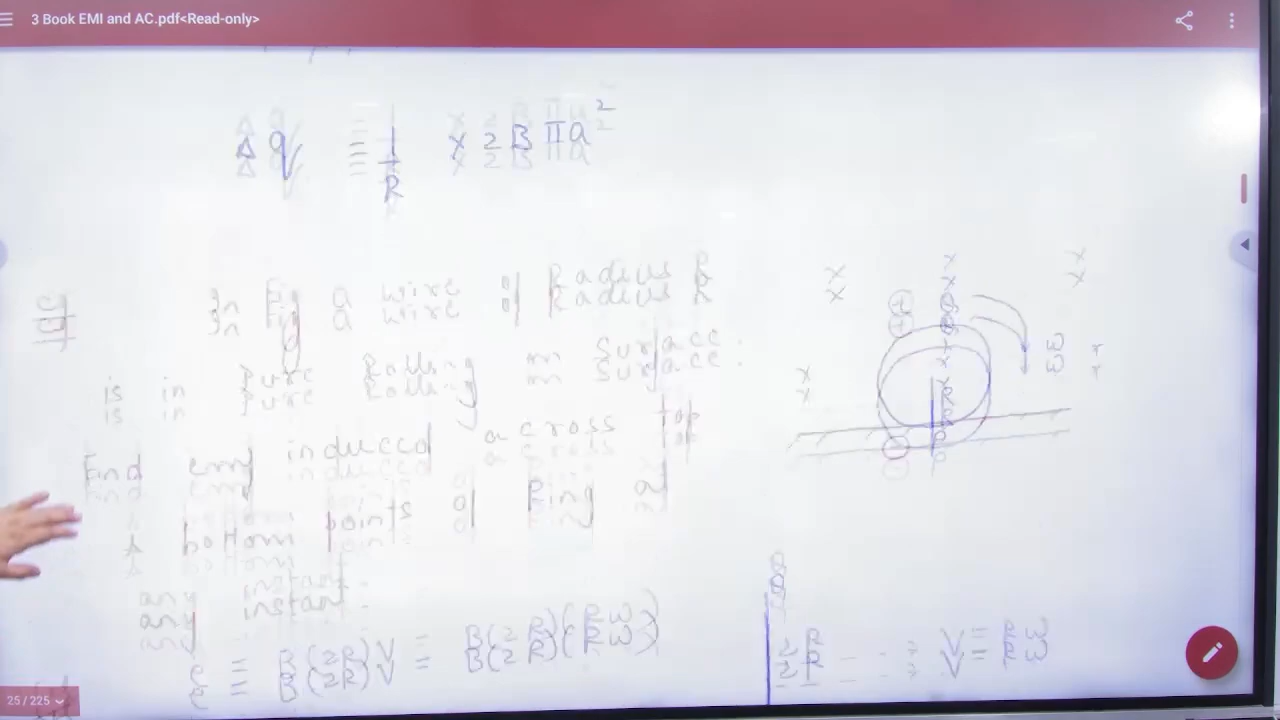 3 Book EMI and AC.pdf<Read-only>
Δq = 1/R × 2Bπa²
Q In Fig a wire of Radius R
is in Pure Rolling on Surface.
Find emf induced across top
& bottom points of Ring at
any instant.
e = B(2R)V = B(2R)(Rω)
2R V = Rω
ω
25 / 225